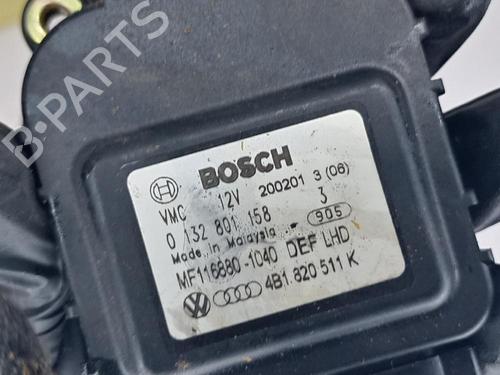 B-PARTS
BOSCH
VMC 12V 200201 3 (08)
0 132 801 158 3
Made in Malaysia 905
MF116880-1040 DEF LHD
4B1 820 511 K